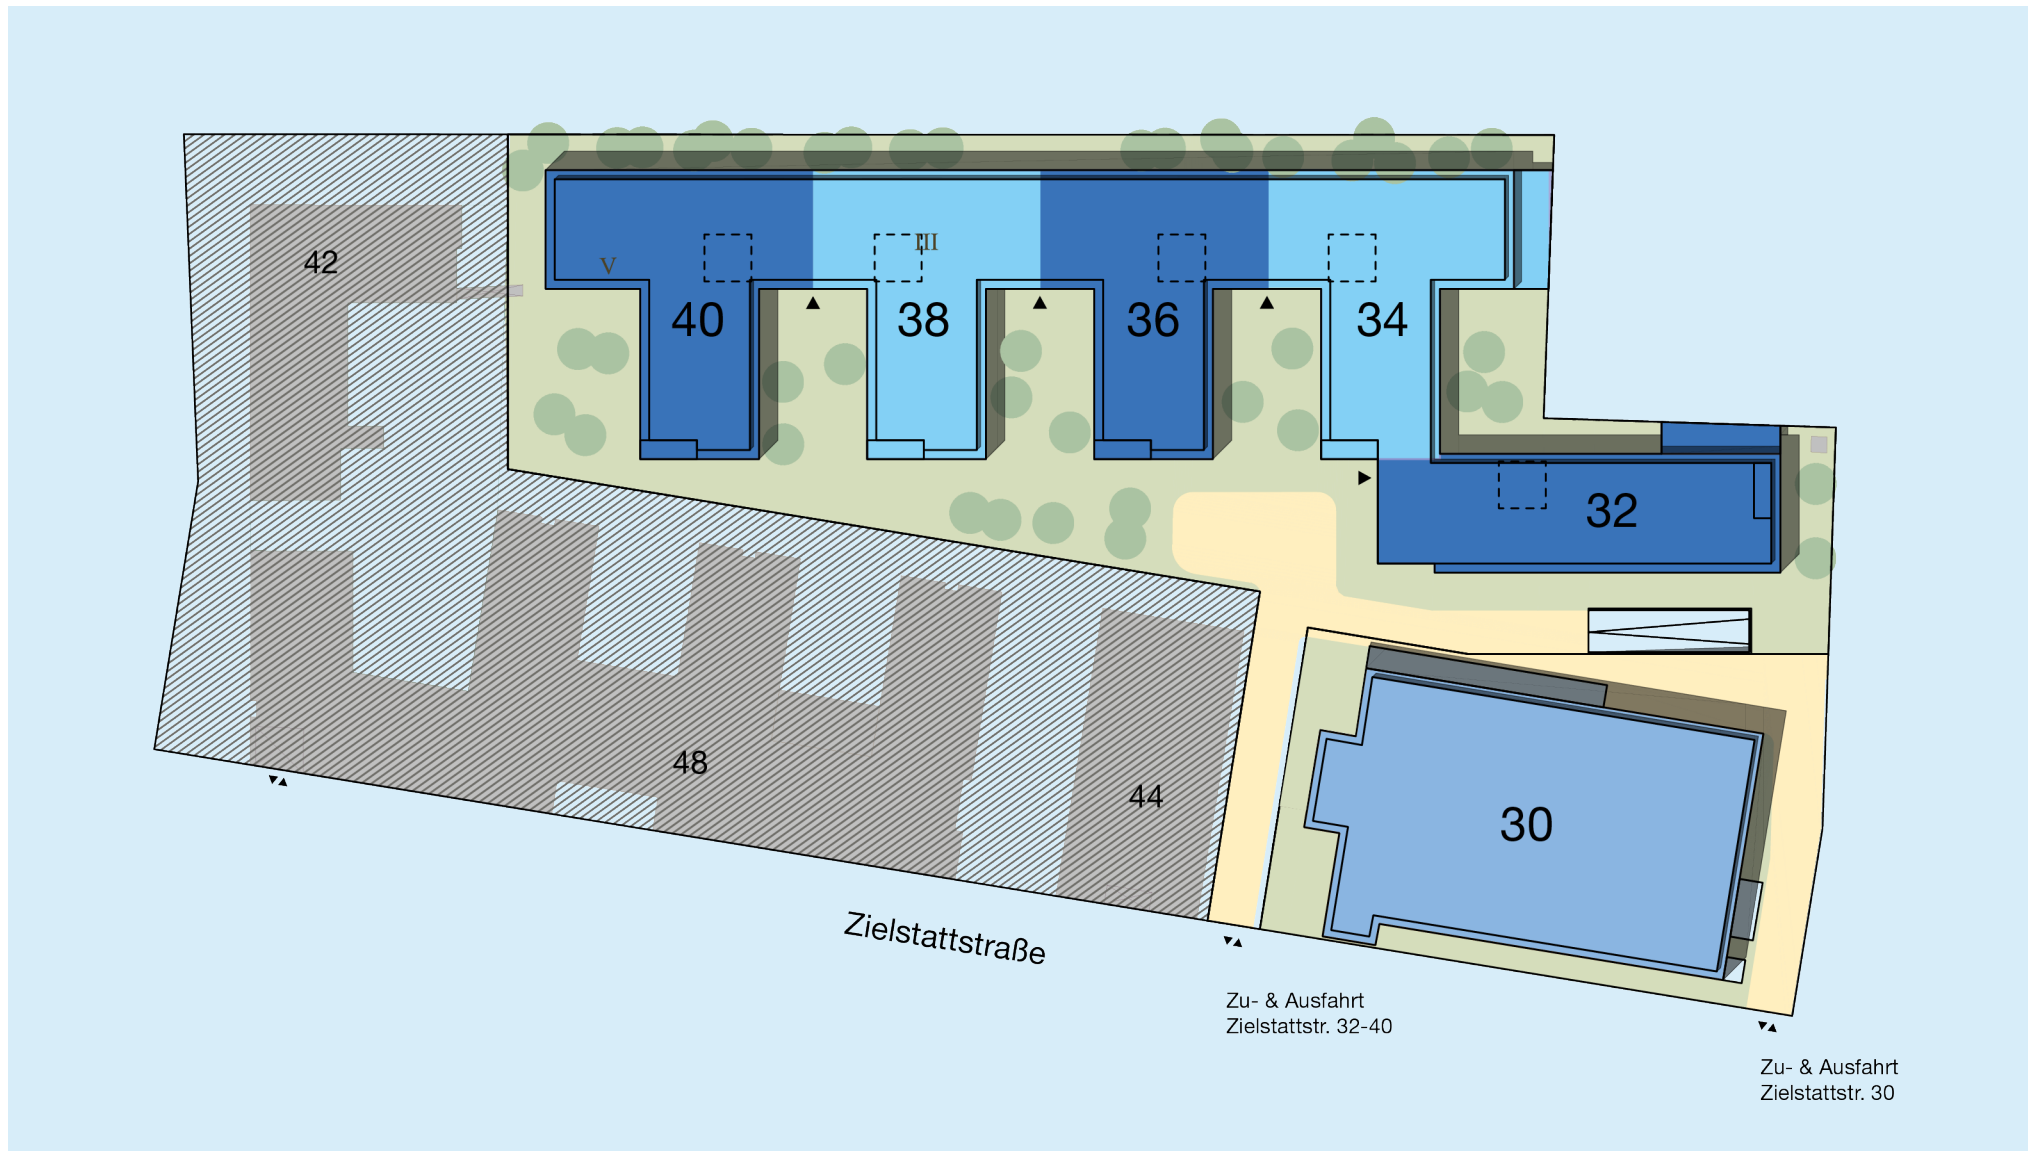 42
V
III
40
38
36
34
32
48
44
30
Zielstattstraße
Zu- & Ausfahrt
Zielstattstr. 32-40
Zu- & Ausfahrt
Zielstattstr. 30